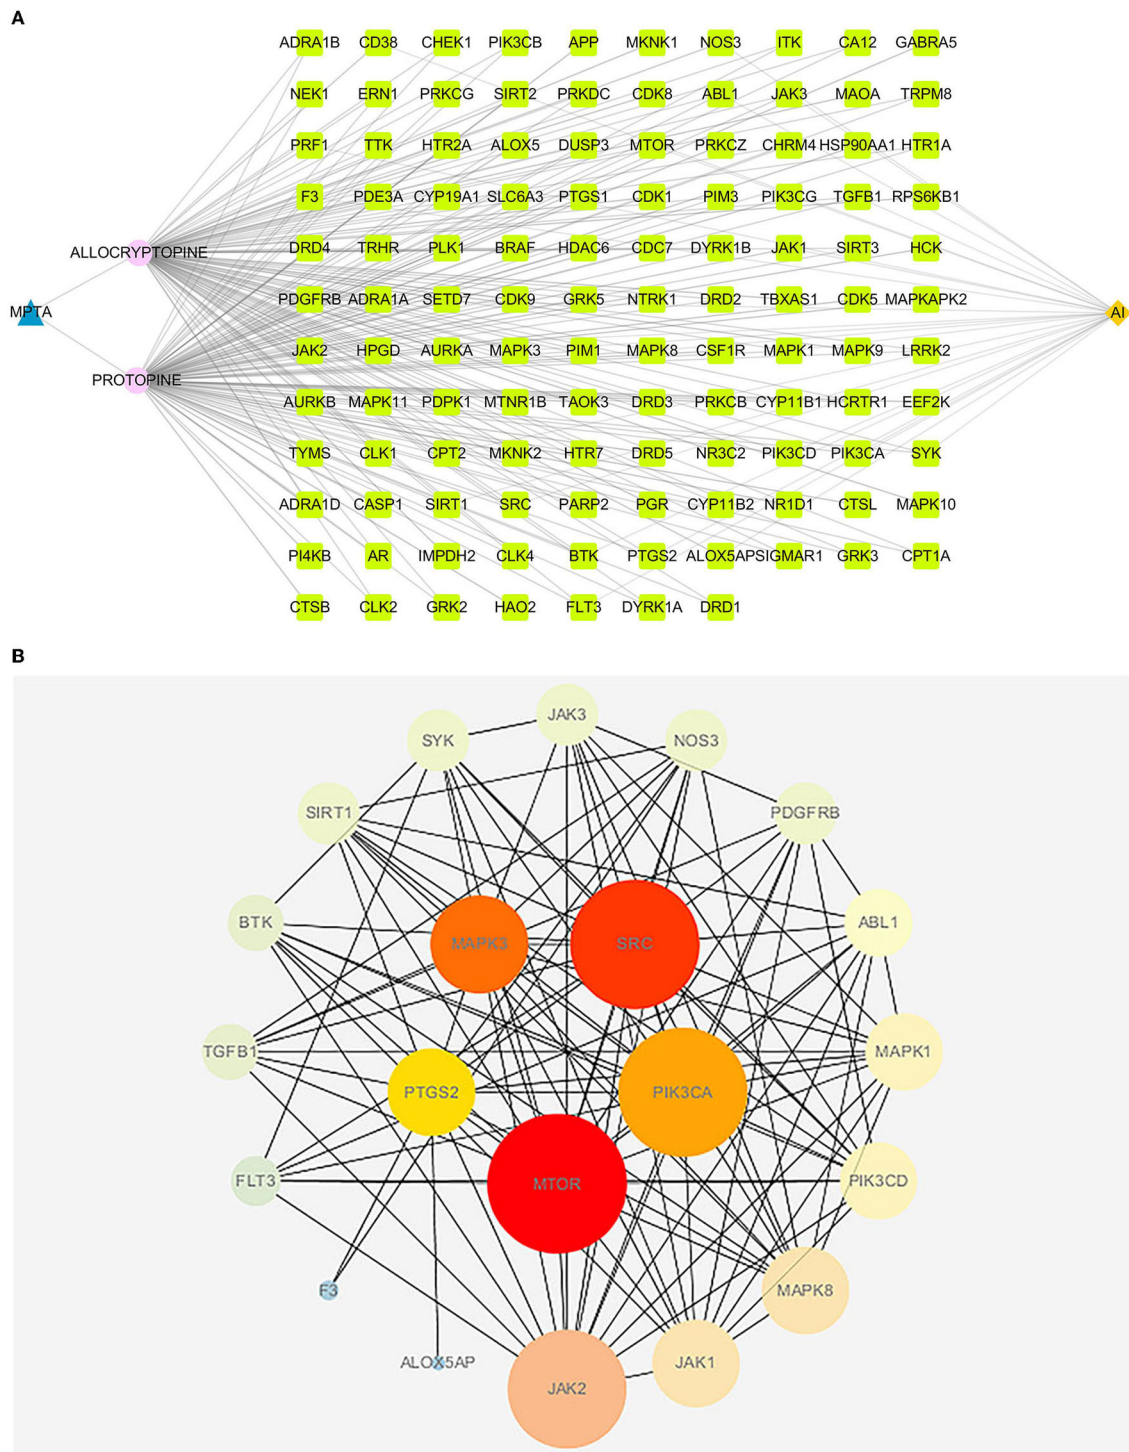 A
ADRA1B CD38 CHEK1 PIK3CB APP MKNK1 NOS3 ITK CA12 GABRA5
NEK1 ERN1 PRKCG SIRT2 PRKDC CDK8 ABL1 JAK3 MAOA TRPM8
PRF1 TTK HTR2A ALOX5 DUSP3 MTOR PRKCZ CHRM4 HSP90AA1 HTR1A
F3 PDE3A CYP19A1 SLC6A3 PTGS1 CDK1 PIM3 PIK3CG TGFB1 RPS6KB1
ALLOCRYPTOPINE DRD4 TRHR PLK1 BRAF HDAC6 CDC7 DYRK1B JAK1 SIRT3 HCK
PDGFRB ADRA1A SETD7 CDK9 GRK5 NTRK1 DRD2 TBXAS1 CDK5 MAPKAPK2
MPTA AI
JAK2 HPGD AURKA MAPK3 PIM1 MAPK8 CSF1R MAPK1 MAPK9 LRRK2
PROTOPINE
AURKB MAPK11 PDPK1 MTNR1B TAOK3 DRD3 PRKCB CYP11B1 HCRTR1 EEF2K
TYMS CLK1 CPT2 MKNK2 HTR7 DRD5 NR3C2 PIK3CD PIK3CA SYK
ADRA1D CASP1 SIRT1 SRC PARP2 PGR CYP11B2 NR1D1 CTSL MAPK10
PI4KB AR IMPDH2 CLK4 BTK PTGS2 ALOX5AP SIGMAR1 GRK3 CPT1A
CTSB CLK2 GRK2 HAO2 FLT3 DYRK1A DRD1
B
JAK3
SYK NOS3
SIRT1 PDGFRB
BTK ABL1
MAPK3 SRC
TGFB1 MAPK1
PTGS2 PIK3CA
FLT3 MTOR PIK3CD
F3 MAPK8
ALOX5AP JAK1
JAK2